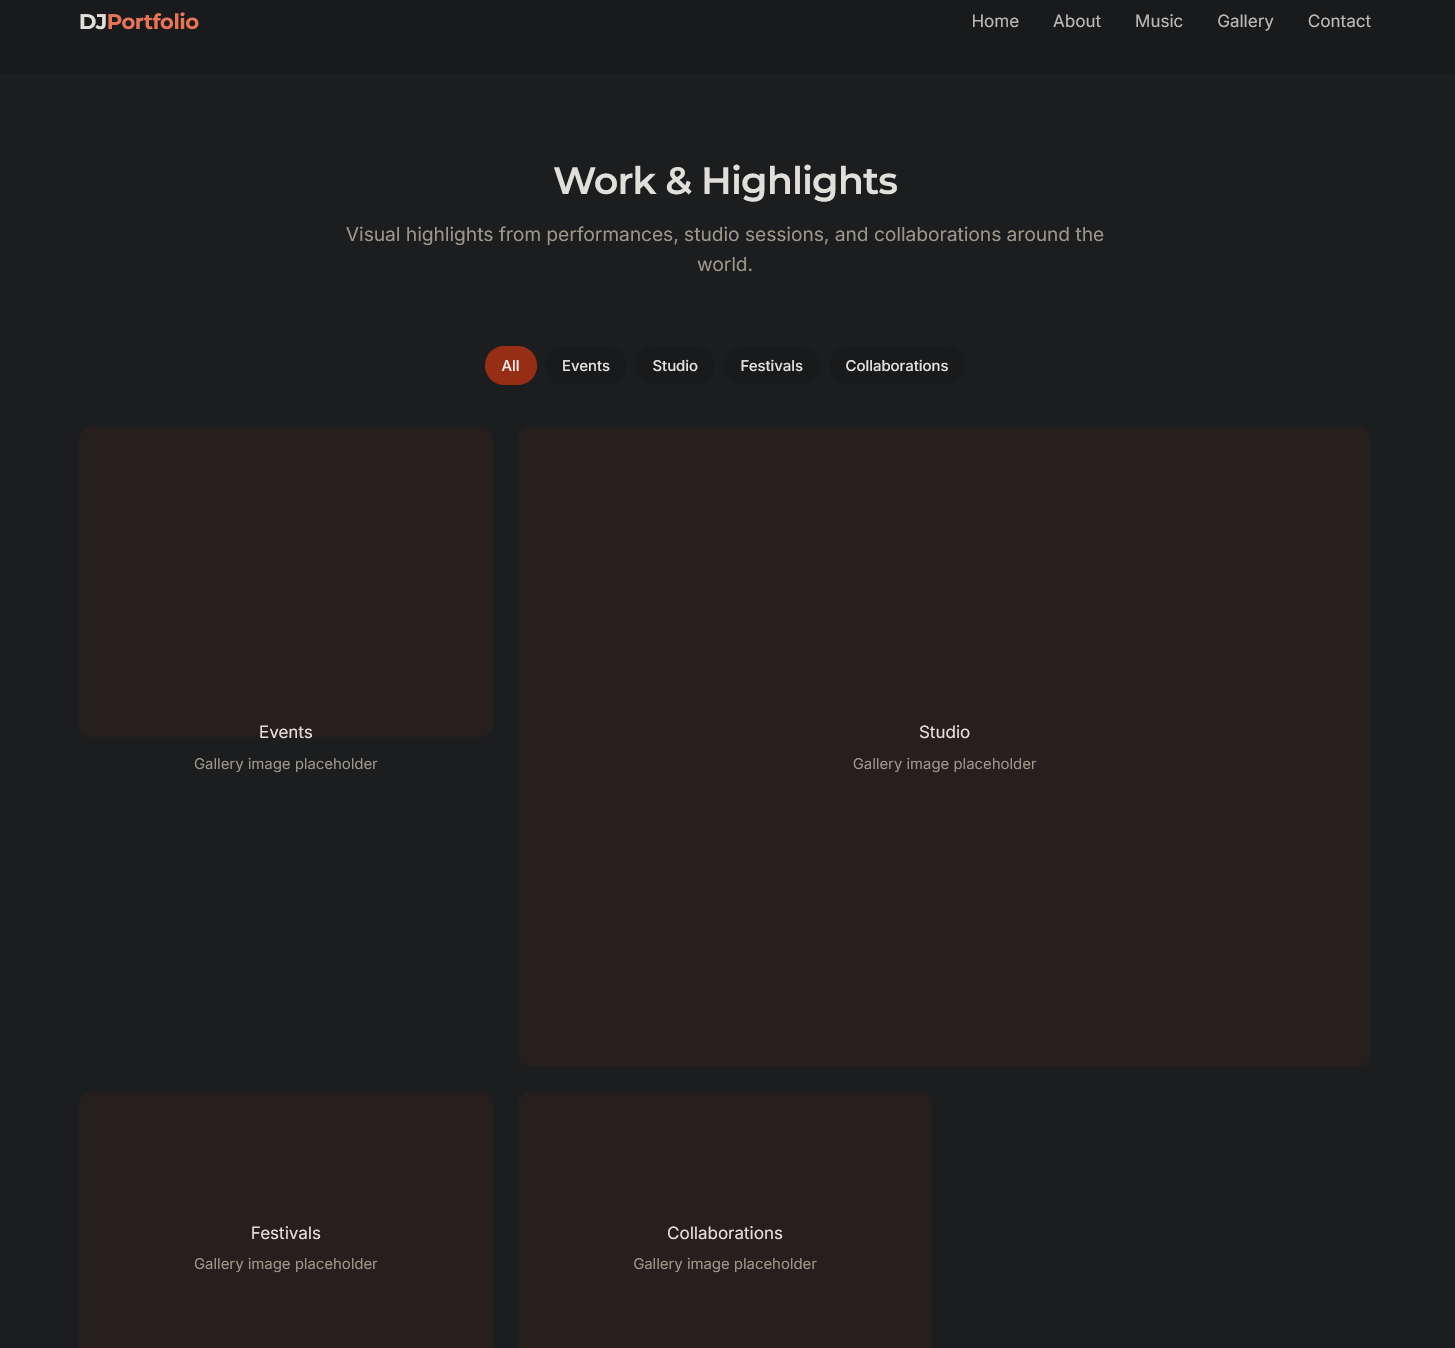 DJPortfolio
Home About Music Gallery Contact
Work & Highlights
Visual highlights from performances, studio sessions, and collaborations around the
world.
All Events Studio Festivals Collaborations
Events
Gallery image placeholder
Studio
Gallery image placeholder
Festivals
Gallery image placeholder
Collaborations
Gallery image placeholder